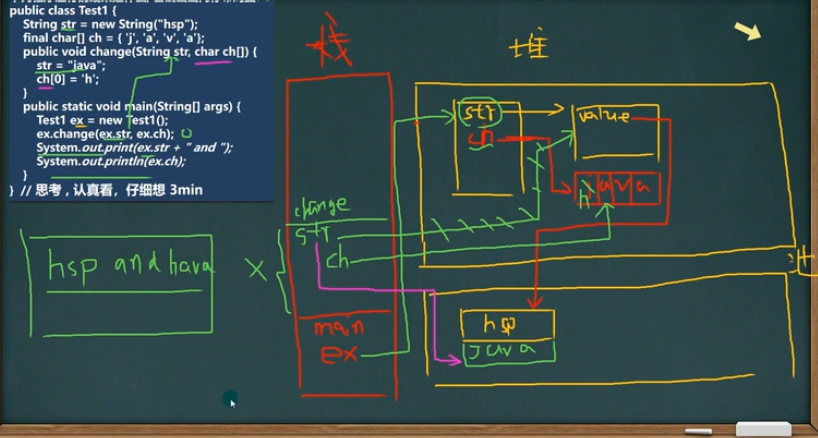 public class Test1 {
String str = new String("hsp");
final char[] ch = { 'j', 'a', 'v', 'a'};
public void change(String str, char ch[]) {
str = "java";
ch[0] = 'h';
}
public static void main(String[] args) {
Test1 ex = new Test1();
ex.change(ex.str, ex.ch);
System.out.print(ex.str + " and ");
System.out.println(ex.ch);
}
} // 思考，认真看，仔细想 3min
栈
堆
str
ch
value
h a v a
change
str
ch
hsp and hava
main
ex
hsp
java